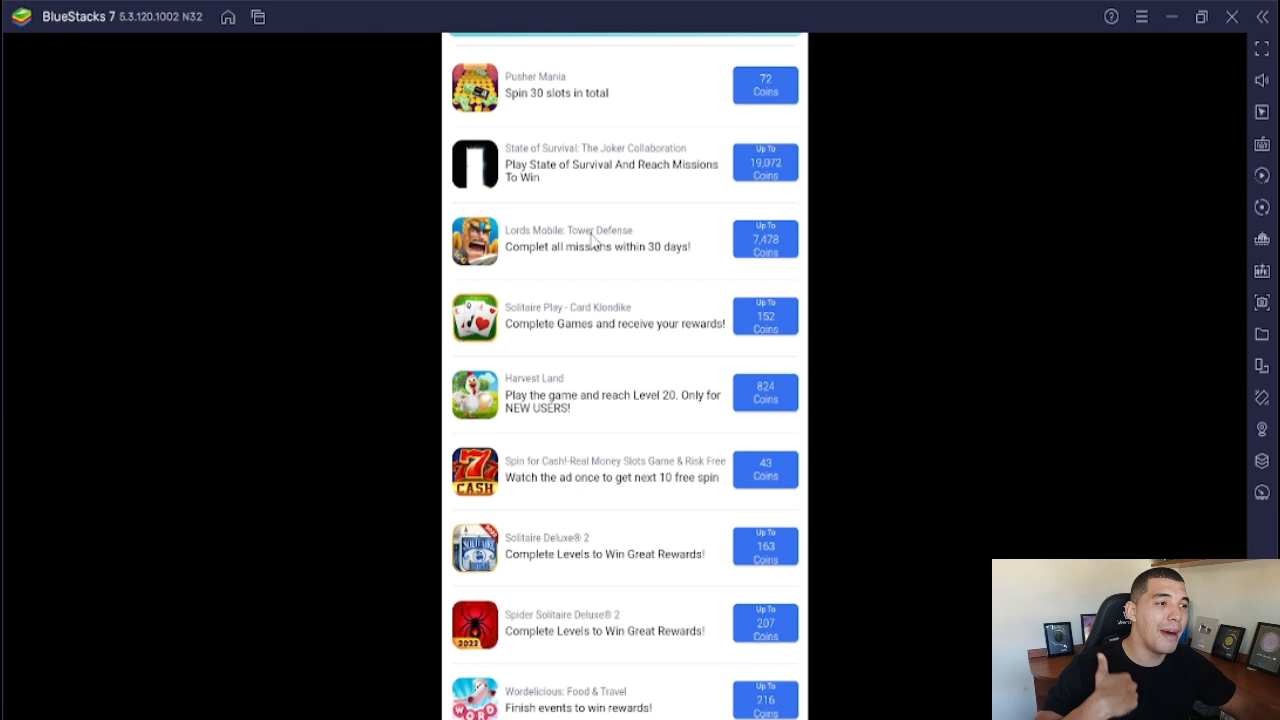 BlueStacks 7 5.3.120.1002 N32
Pusher Mania
Spin 30 slots in total
72
Coins
State of Survival: The Joker Collaboration
Play State of Survival And Reach Missions
To Win
Up To
19,072
Coins
Lords Mobile: Tower Defense
Complet all missions within 30 days!
Up To
7,478
Coins
Solitaire Play - Card Klondike
Complete Games and receive your rewards!
Up To
152
Coins
Harvest Land
Play the game and reach Level 20. Only for
NEW USERS!
824
Coins
7
CASH
Spin for Cash!-Real Money Slots Game & Risk Free
Watch the ad once to get next 10 free spin
43
Coins
SOLITAIRE
Solitaire Deluxe® 2
Complete Levels to Win Great Rewards!
Up To
163
Coins
2022
Spider Solitaire Deluxe® 2
Complete Levels to Win Great Rewards!
Up To
207
Coins
WORD
Wordelicious: Food & Travel
Finish events to win rewards!
Up To
216
Coins